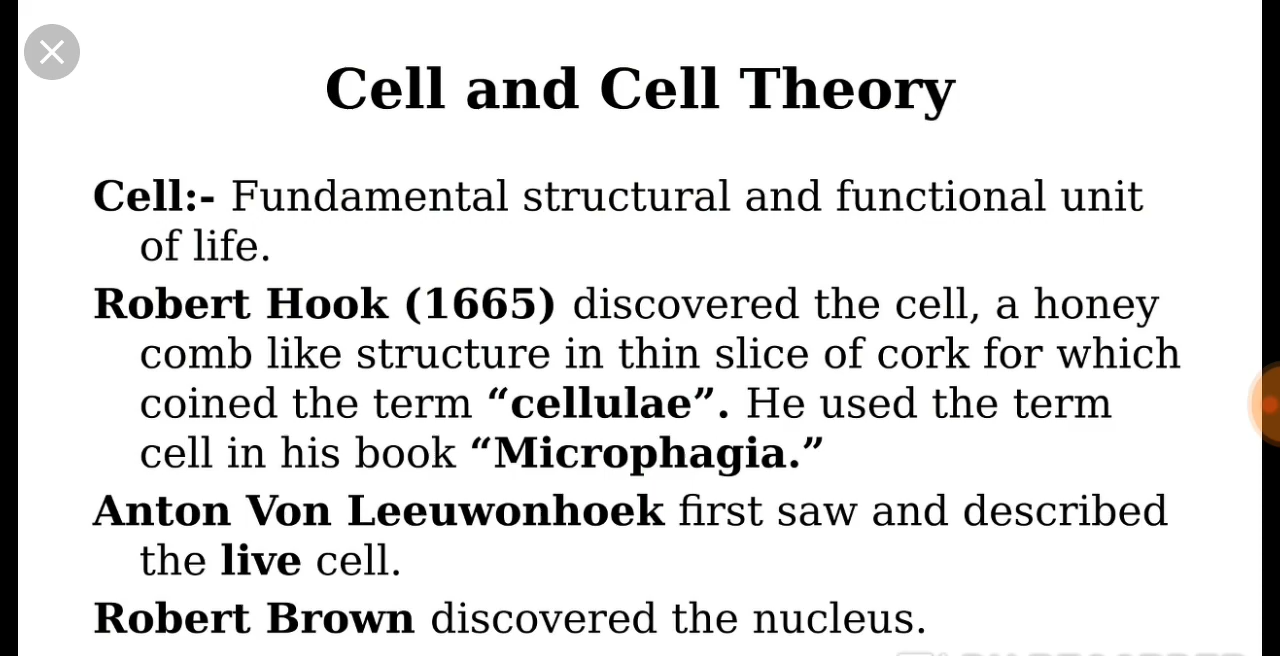 Cell and Cell Theory
Cell:- Fundamental structural and functional unit
of life.
Robert Hook (1665) discovered the cell, a honey
comb like structure in thin slice of cork for which
coined the term “cellulae”. He used the term
cell in his book “Microphagia.”
Anton Von Leeuwonhoek first saw and described
the live cell.
Robert Brown discovered the nucleus.